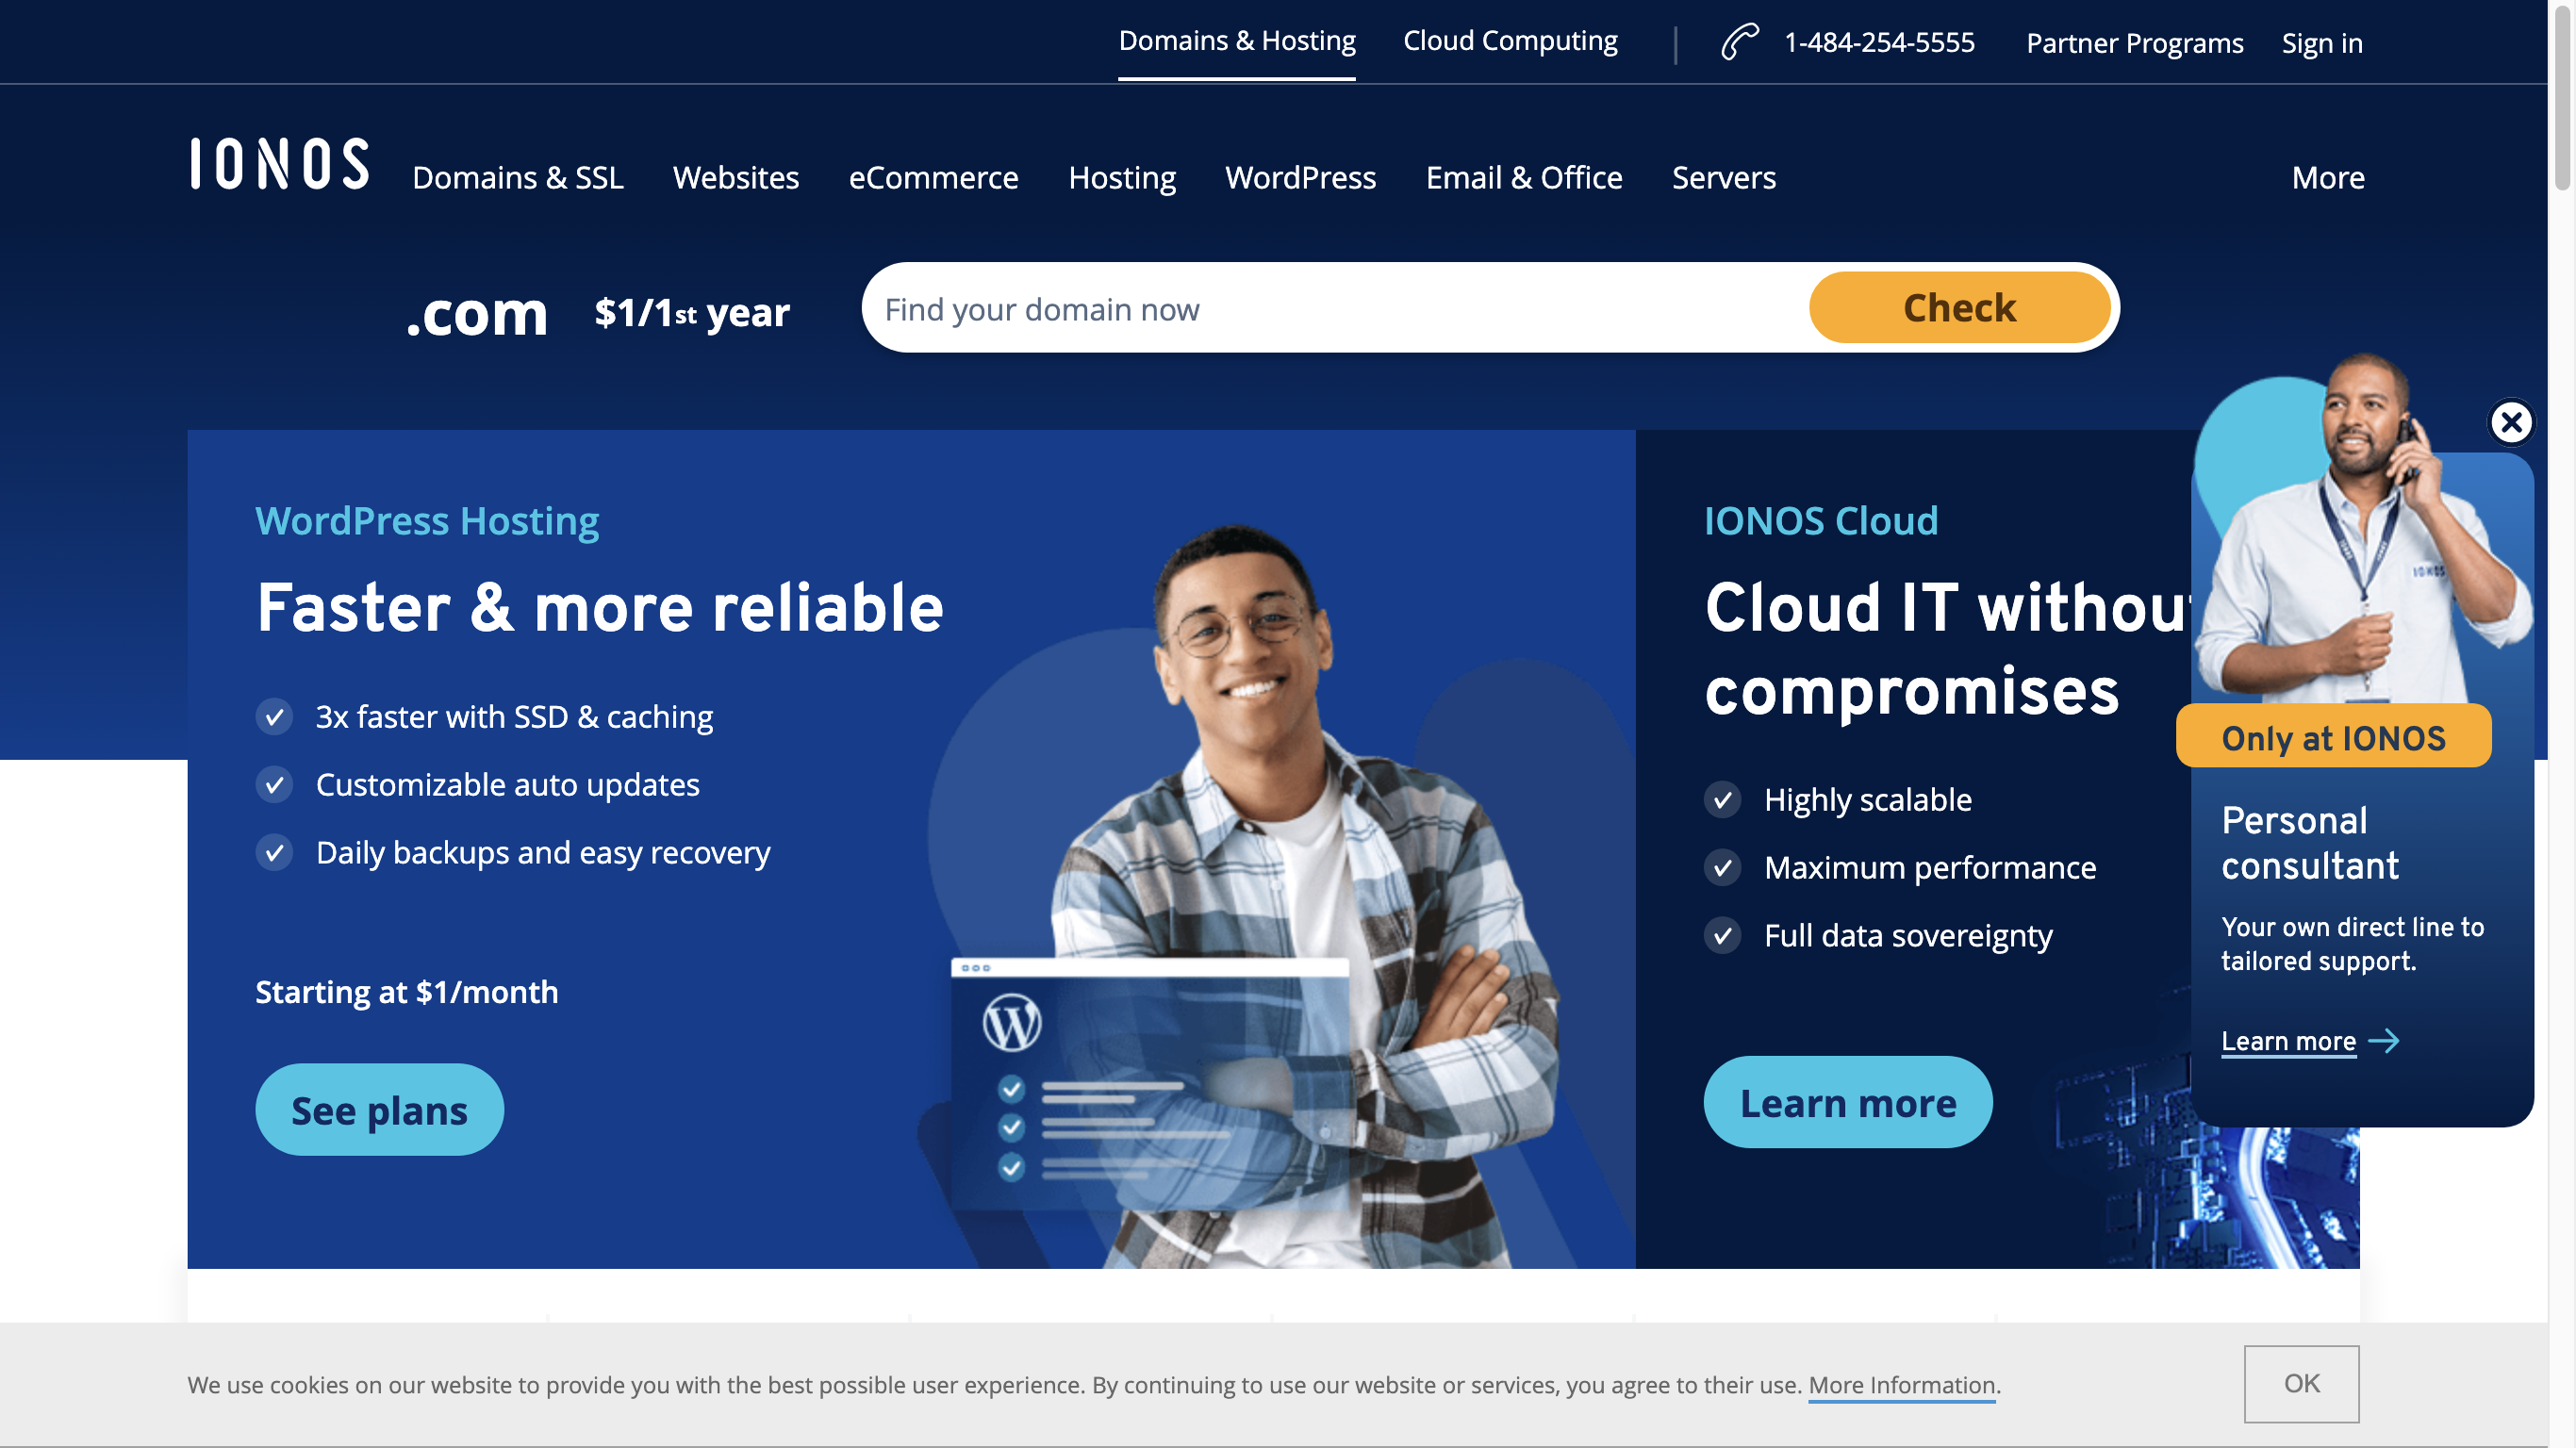 Domains & Hosting
Cloud Computing
1-484-254-5555
Partner Programs
Sign in
IONOS
Domains & SSL
Websites
eCommerce
Hosting
WordPress
Email & Office
Servers
More
.com
$1/1st year
Find your domain now
Check
WordPress Hosting
Faster & more reliable
3x faster with SSD & caching
Customizable auto updates
Daily backups and easy recovery
Starting at $1/month
See plans
IONOS Cloud
Cloud IT withou
compromises
Highly scalable
Maximum performance
Full data sovereignty
Learn more
IONOS
Only at IONOS
Personal
consultant
Your own direct line to
tailored support.
Learn more
We use cookies on our website to provide you with the best possible user experience. By continuing to use our website or services, you agree to their use. More Information.
OK